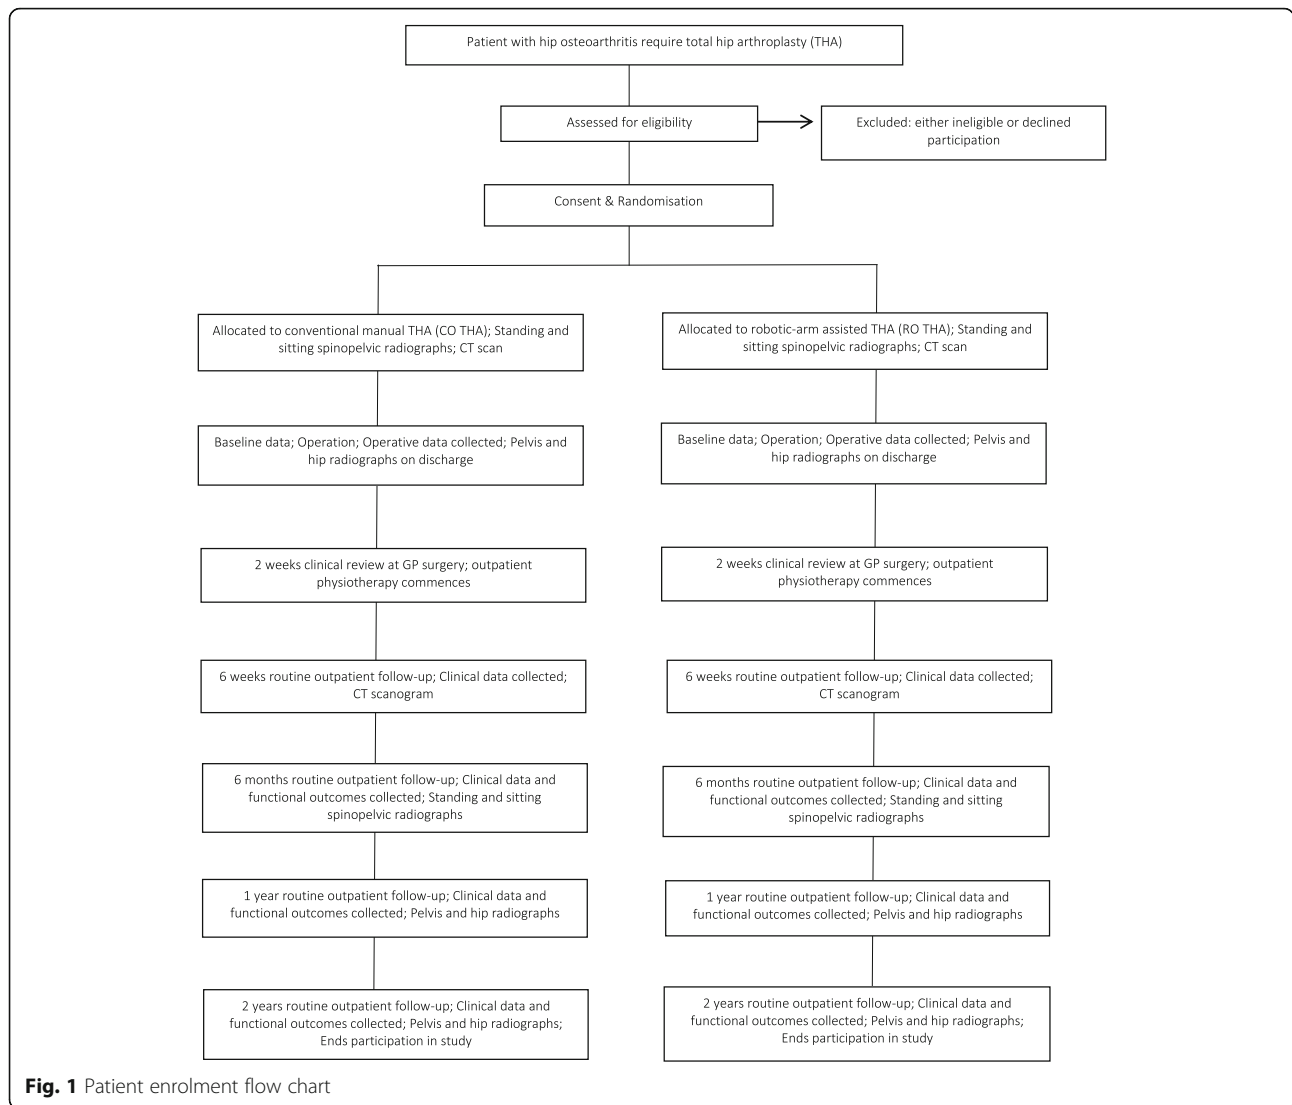 Patient with hip osteoarthritis require total hip arthroplasty (THA)
Assessed for eligibility
Excluded: either ineligible or declined
participation
Consent & Randomisation
Allocated to conventional manual THA (CO THA); Standing and
sitting spinopelvic radiographs; CT scan
Allocated to robotic-arm assisted THA (RO THA); Standing and
sitting spinopelvic radiographs; CT scan
Baseline data; Operation; Operative data collected; Pelvis and
hip radiographs on discharge
Baseline data; Operation; Operative data collected; Pelvis and
hip radiographs on discharge
2 weeks clinical review at GP surgery; outpatient
physiotherapy commences
2 weeks clinical review at GP surgery; outpatient
physiotherapy commences
6 weeks routine outpatient follow-up; Clinical data collected;
CT scanogram
6 weeks routine outpatient follow-up; Clinical data collected;
CT scanogram
6 months routine outpatient follow-up; Clinical data and
functional outcomes collected; Standing and sitting
spinopelvic radiographs
6 months routine outpatient follow-up; Clinical data and
functional outcomes collected; Standing and sitting
spinopelvic radiographs
1 year routine outpatient follow-up; Clinical data and
functional outcomes collected; Pelvis and hip radiographs
1 year routine outpatient follow-up; Clinical data and
functional outcomes collected; Pelvis and hip radiographs
2 years routine outpatient follow-up; Clinical data and
functional outcomes collected; Pelvis and hip radiographs;
Ends participation in study
2 years routine outpatient follow-up; Clinical data and
functional outcomes collected; Pelvis and hip radiographs;
Ends participation in study
Fig. 1 Patient enrolment flow chart